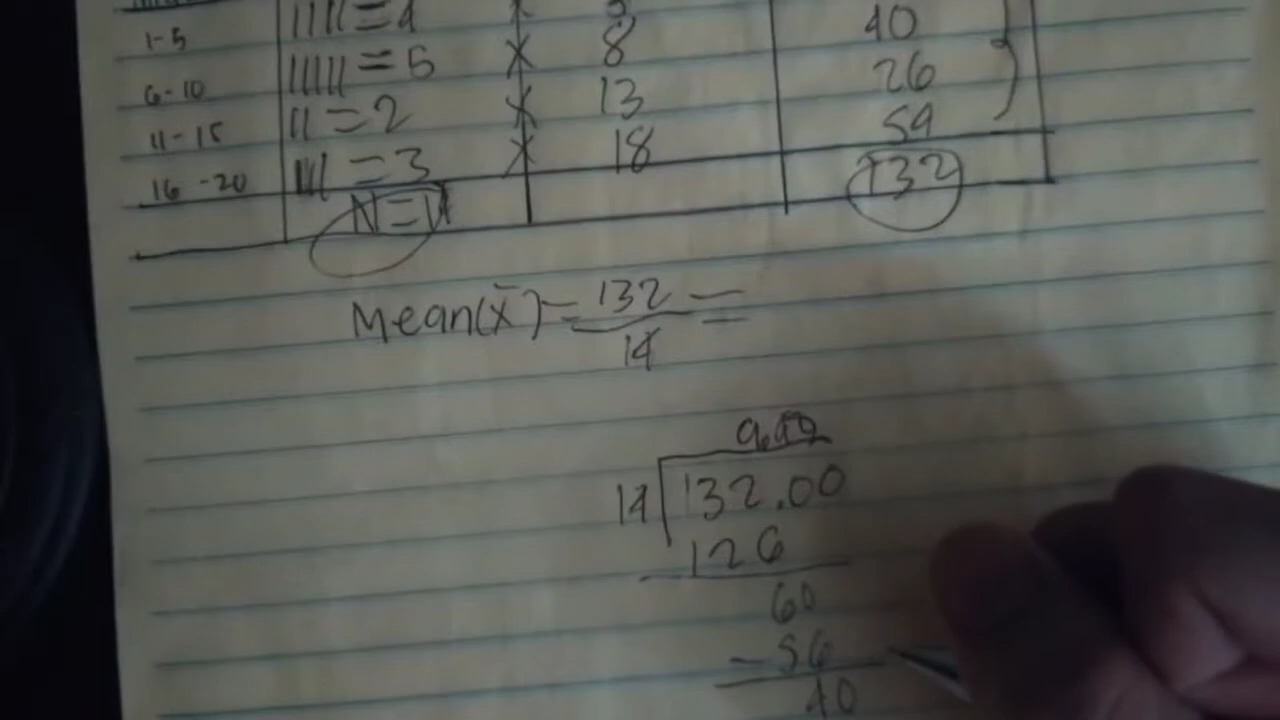 1-5 = 4 × 3
6-10 = 5 × 8 40
11-15 = 2 × 13 26
16-20 = 3 × 18 54
N=14 132
Mean(x̄) = 132 =
14
9.42
14 132.00
126
60
- 56
40